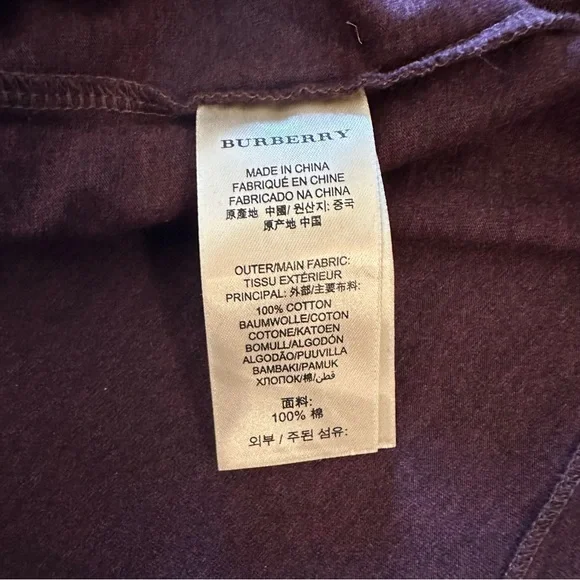 BURBERRY
MADE IN CHINA
FABRIQUÉ EN CHINE
FABRICADO NA CHINA
原產地 中國/ 원산지: 중국
原产地 中国
OUTER/MAIN FABRIC:
TISSU EXTÉRIEUR
PRINCIPAL: 外部/主要布料:
100% COTTON
BAUMWOLLE/COTON
COTONE/KATOEN
BOMULL/ALGODÓN
ALGODÃO/PUUVILLA
BAMBAKI/PAMUK
ХЛОПОК/棉/قطن
面料:
100% 棉
외부 / 주된 섬유: